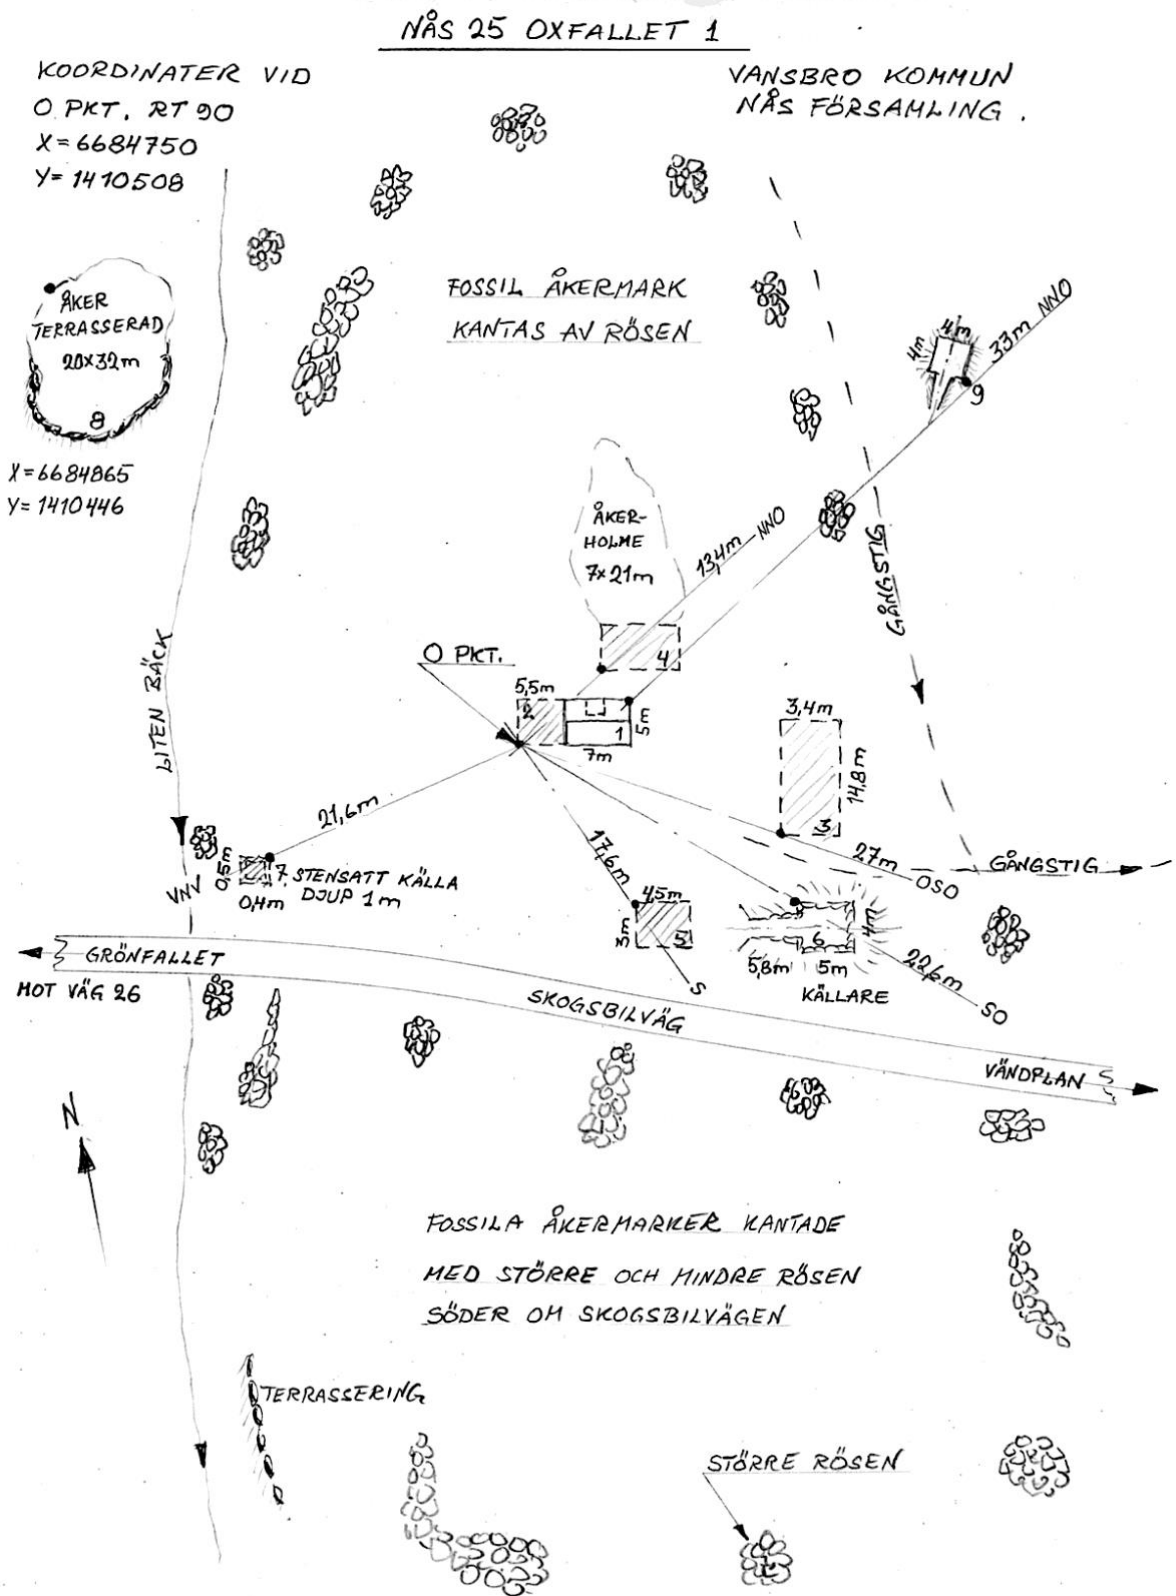 NÅS 25 OXFALLET 1
KOORDINATER VID
O PKT. RT 90
X=6684750
Y=1410508
VANSBRO KOMMUN
NÅS FÖRSAMLING.
ÅKER
TERRASSERAD
20x32m
8
X=6684865
Y=1410446
FOSSIL ÅKERMARK
KANTAS AV RÖSEN
4m
4m
33m NNO
9
ÅKER-
HOLME
7x21m
13,4m NNO
GÅNGSTIG
LITEN BÄCK
O PKT.
4
5,5m
2
1
5m
7m
3,4m
14,8m
3
21,6m
17,6m
27m OSO
GÅNGSTIG
0,5m
7. STENSATT KÄLLA
DJUP 1m
VNV
0,4m
4,5m
3m
5
S
6
4m
5,8m
5m
KÄLLARE
22,6m
SO
GRÖNFALLET
MOT VÄG 26
SKOGSBILVÄG
VÄNDPLAN
N
FOSSILA ÅKERMARKER KANTADE
MED STÖRRE OCH MINDRE RÖSEN
SÖDER OM SKOGSBILVÄGEN
TERRASSERING
STÖRRE RÖSEN